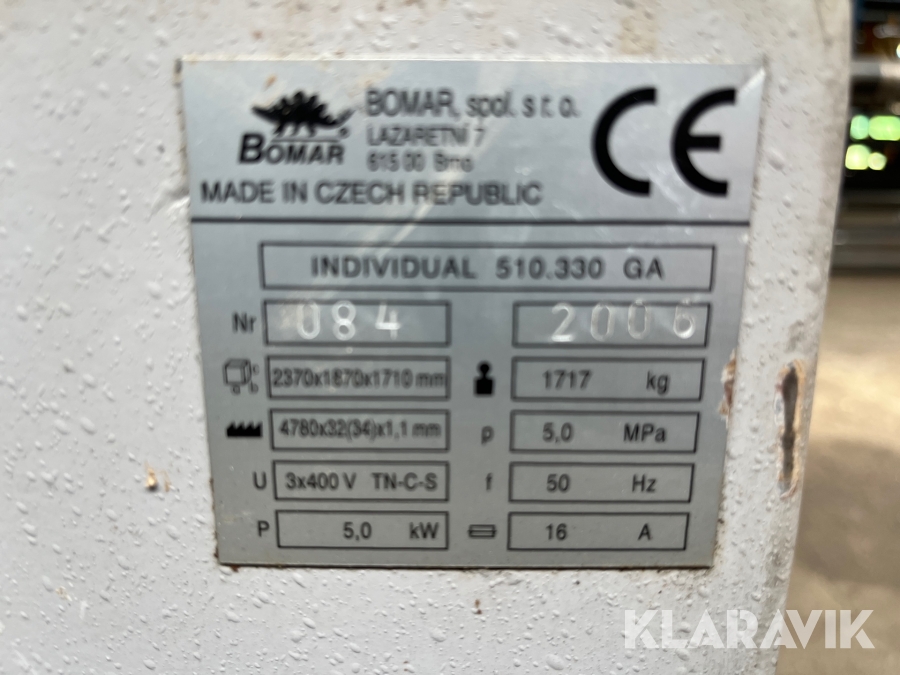 BOMAR, spol. s r. o.
LAZARETNÍ 7
BOMAR
615 00 Brno
MADE IN CZECH REPUBLIC
CE
INDIVIDUAL 510.330 GA
Nr 084 2006
2370x1870x1710 mm 1717 kg
4780x32(34)x1,1 mm p 5,0 MPa
U 3x400 V TN-C-S f 50 Hz
P 5,0 kW 16 A
KLARAVIK